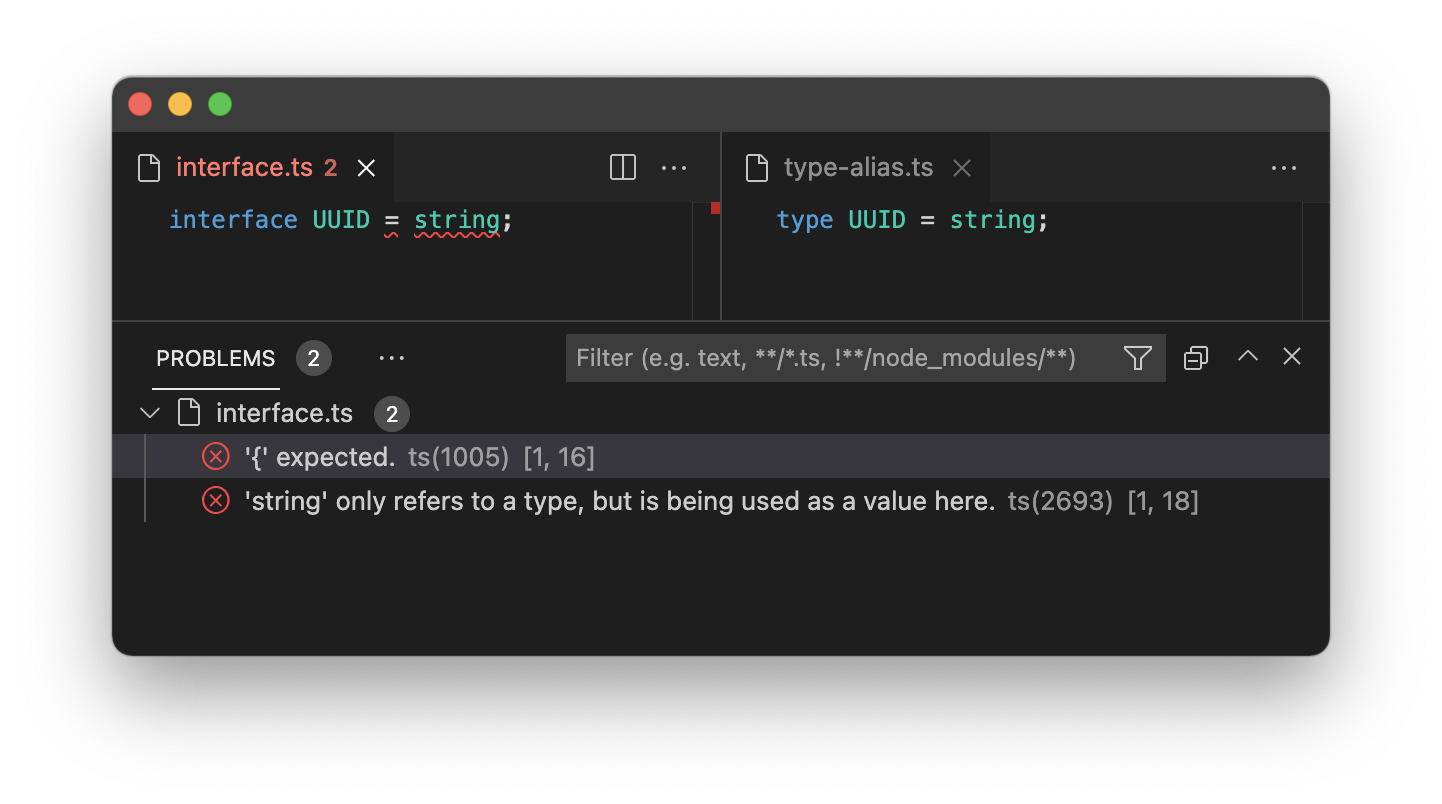 interface.ts 2
interface UUID = string;
type-alias.ts
type UUID = string;
PROBLEMS 2
Filter (e.g. text, **/*.ts, !**/node_modules/**)
interface.ts 2
'{' expected. ts(1005) [1, 16]
'string' only refers to a type, but is being used as a value here. ts(2693) [1, 18]